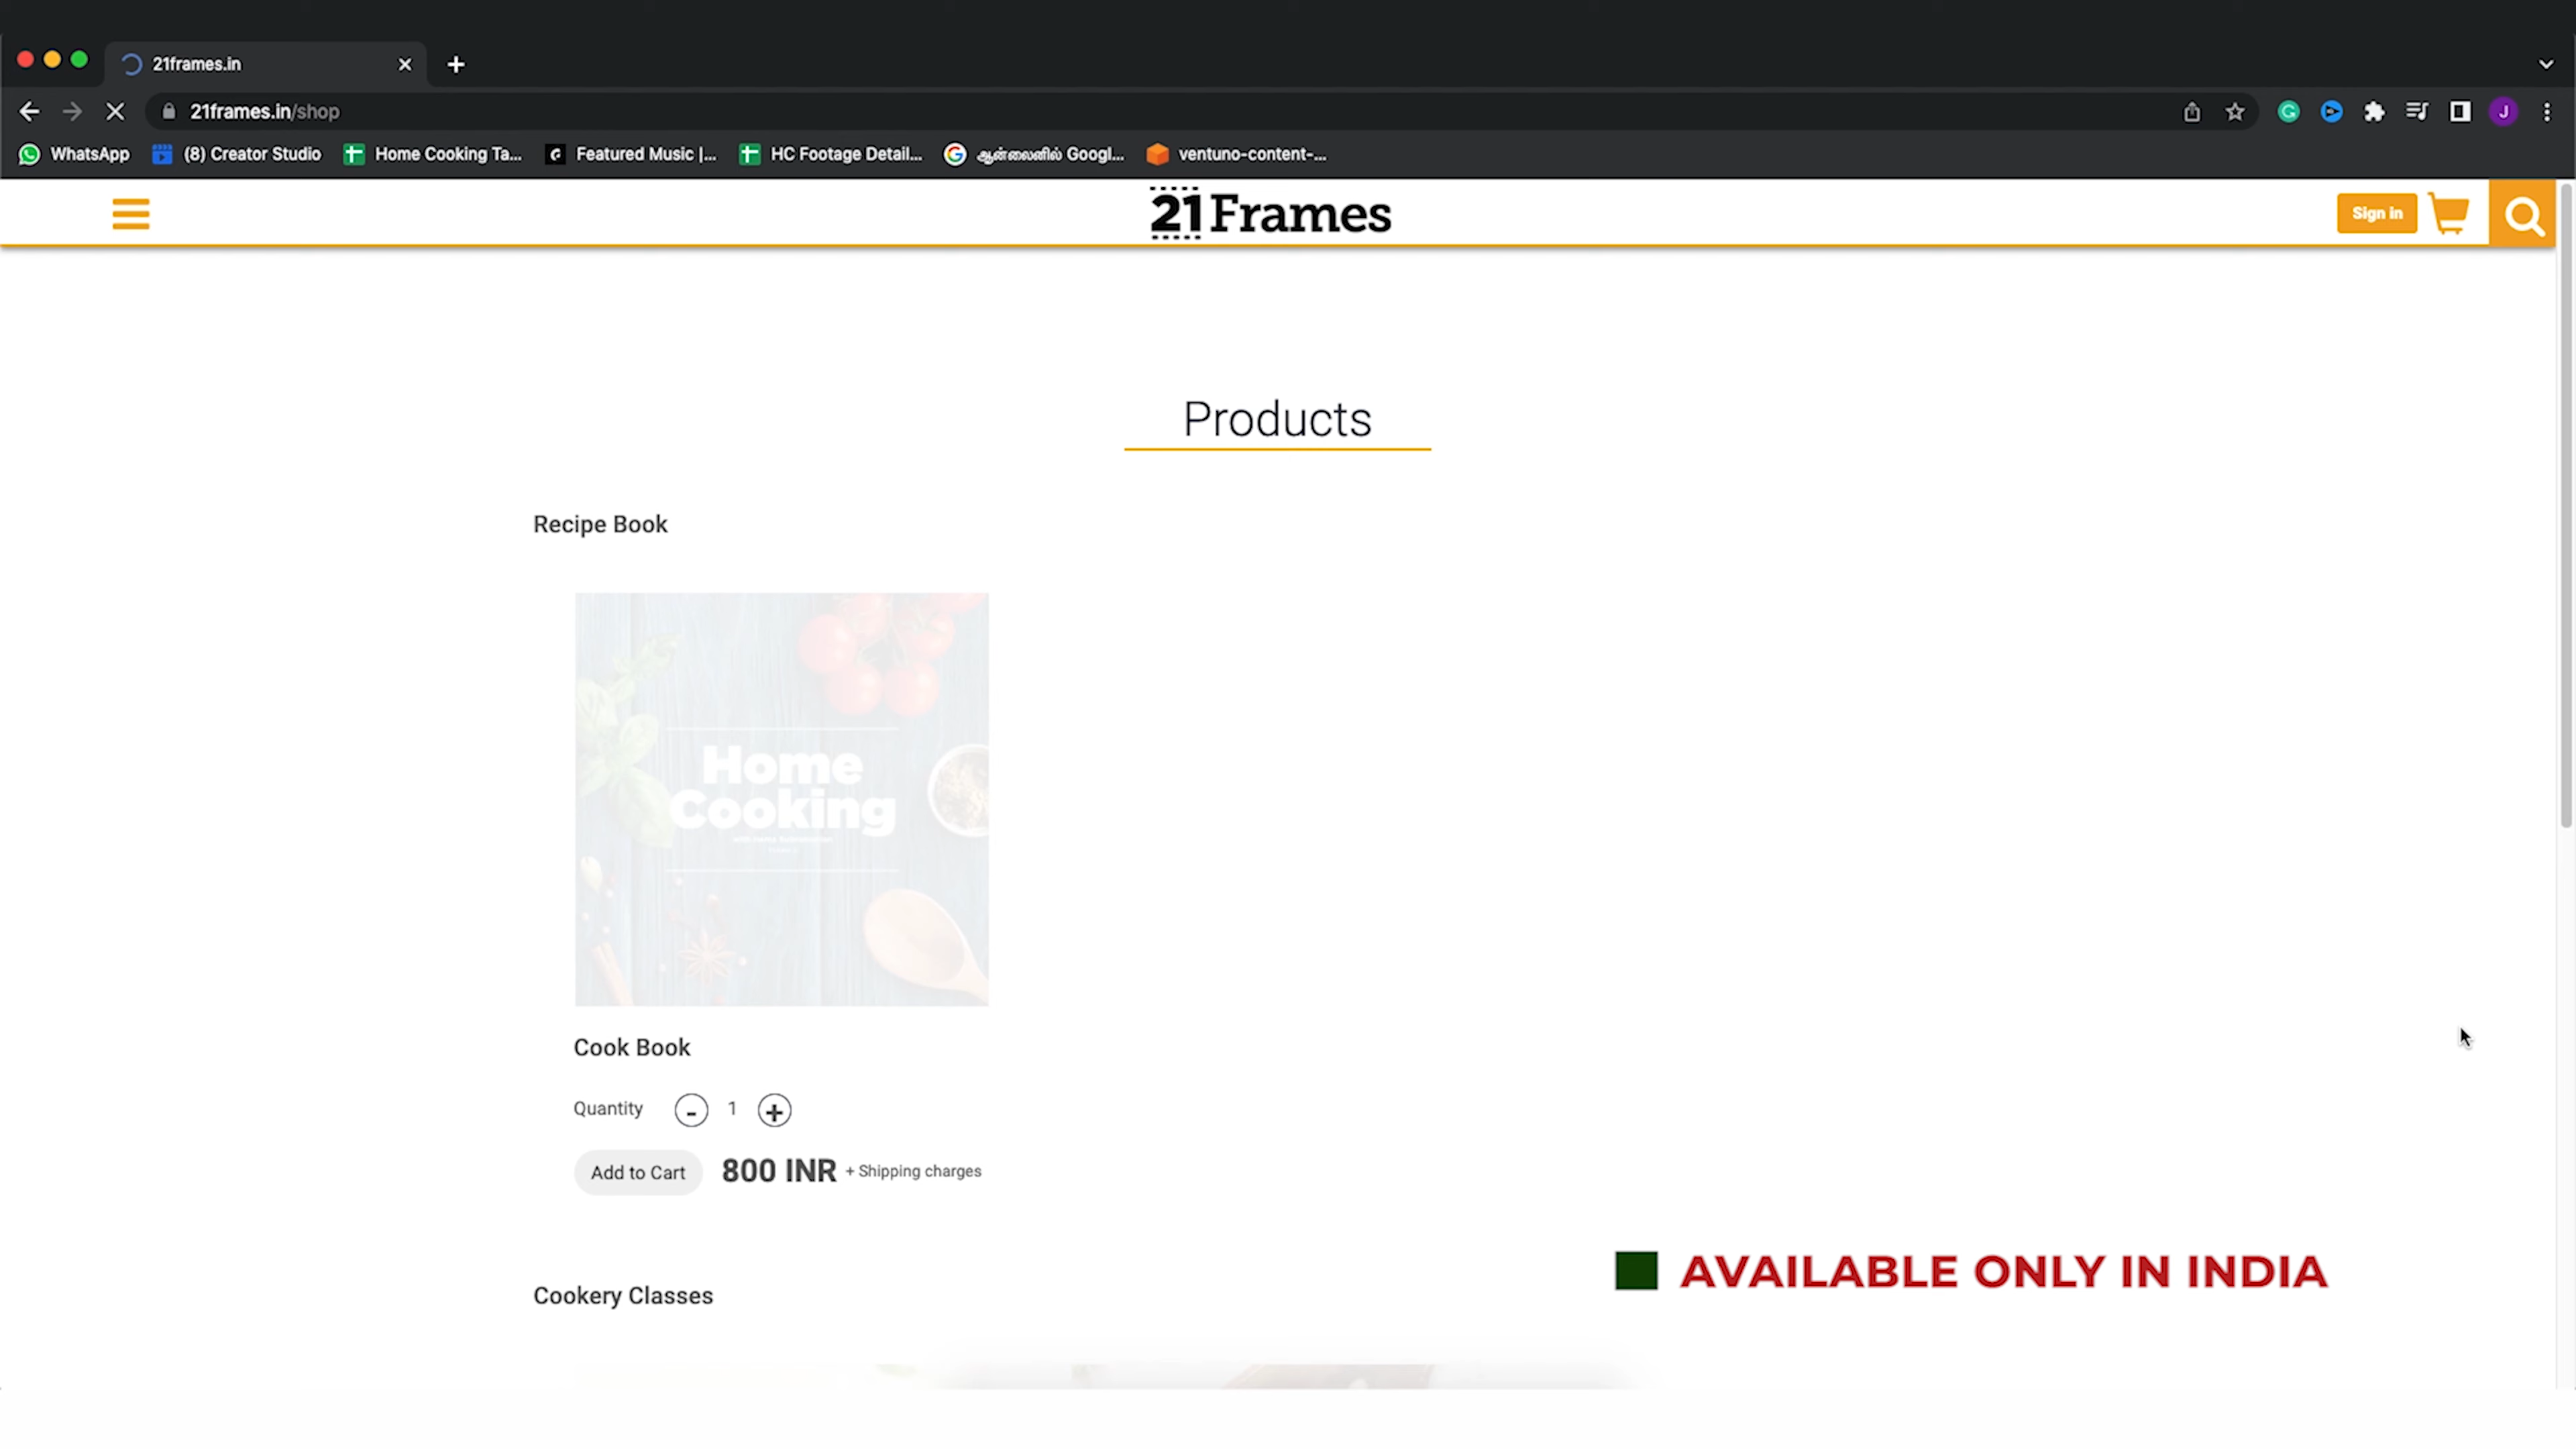 21frames.in
21frames.in/shop
WhatsApp (8) Creator Studio Home Cooking Ta... Featured Music |... HC Footage Detail... ஆன்லைனில் Googl... ventuno-content-...
J
21Frames
Sign in
Products
Recipe Book
Home
Cooking
Cook Book
Quantity - 1 +
Add to Cart 800 INR + Shipping charges
AVAILABLE ONLY IN INDIA
Cookery Classes